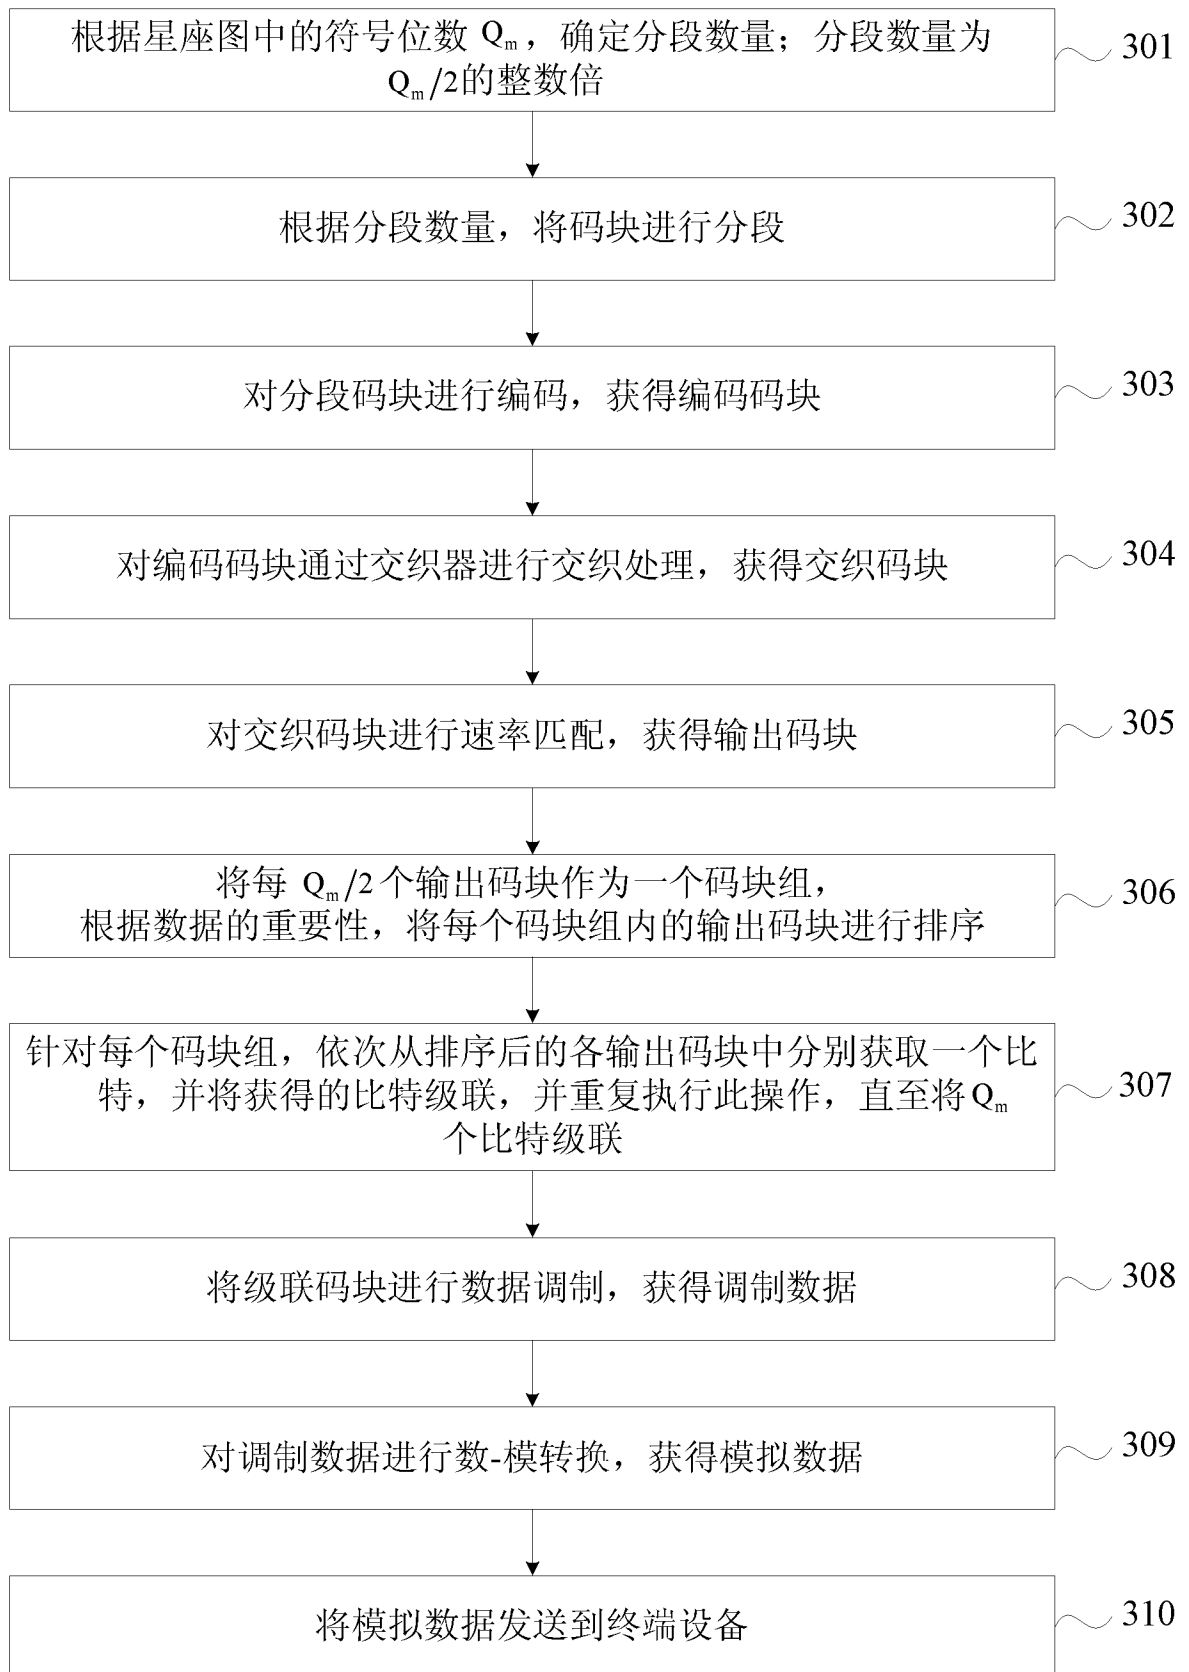 根据星座图中的符号位数 Qm，确定分段数量；分段数量为
Qm/2的整数倍
301
根据分段数量，将码块进行分段
302
对分段码块进行编码，获得编码码块
303
对编码码块通过交织器进行交织处理，获得交织码块
304
对交织码块进行速率匹配，获得输出码块
305
将每 Qm/2个输出码块作为一个码块组，
根据数据的重要性，将每个码块组内的输出码块进行排序
306
针对每个码块组，依次从排序后的各输出码块中分别获取一个比
特，并将获得的比特级联，并重复执行此操作，直至将Qm
个比特级联
307
将级联码块进行数据调制，获得调制数据
308
对调制数据进行数-模转换，获得模拟数据
309
将模拟数据发送到终端设备
310